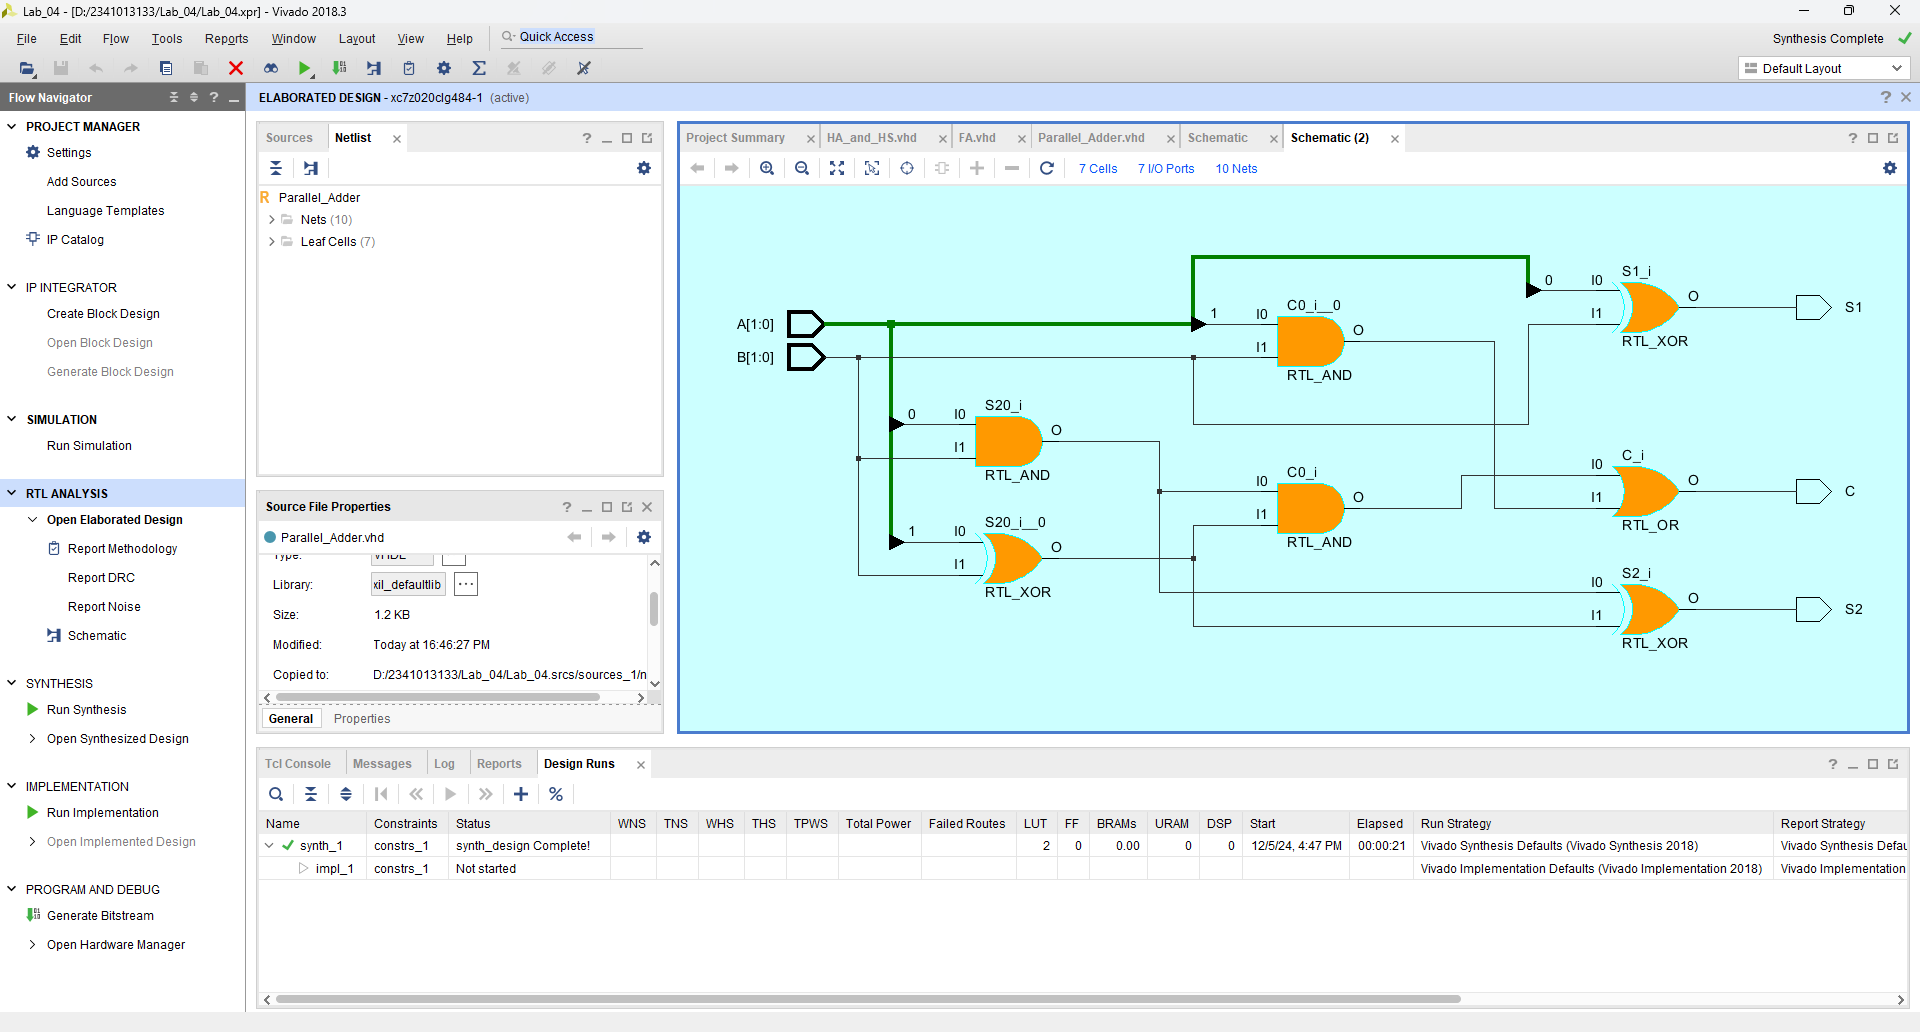 Lab_04 - [D:/2341013133/Lab_04/Lab_04.xpr] - Vivado 2018.3
File Edit Flow Tools Reports Window Layout View Help Quick Access
Synthesis Complete
Default Layout
Flow Navigator
ELABORATED DESIGN - xc7z020clg484-1 (active)
PROJECT MANAGER
Settings
Add Sources
Language Templates
IP Catalog
IP INTEGRATOR
Create Block Design
Open Block Design
Generate Block Design
SIMULATION
Run Simulation
RTL ANALYSIS
Open Elaborated Design
Report Methodology
Report DRC
Report Noise
Schematic
SYNTHESIS
Run Synthesis
Open Synthesized Design
IMPLEMENTATION
Run Implementation
Open Implemented Design
PROGRAM AND DEBUG
Generate Bitstream
Open Hardware Manager
Sources Netlist
Parallel_Adder
Nets (10)
Leaf Cells (7)
Source File Properties
Parallel_Adder.vhd
Type: VHDL
Library: xil_defaultlib
Size: 1.2 KB
Modified: Today at 16:46:27 PM
Copied to: D:/2341013133/Lab_04/Lab_04.srcs/sources_1/n
General Properties
Project Summary HA_and_HS.vhd FA.vhd Parallel_Adder.vhd Schematic Schematic (2)
7 Cells 7 I/O Ports 10 Nets
S1_i
0 I0 O S1
I1
RTL_XOR
C0_i__0
A[1:0] 1 I0 O
B[1:0] I1
RTL_AND
S20_i
0 I0 O
I1
RTL_AND
C_i
I0 O C
I1
RTL_OR
C0_i
I0 O
I1
RTL_AND
S20_i__0
1 I0 O
I1
RTL_XOR
S2_i
I0 O S2
I1
RTL_XOR
Tcl Console Messages Log Reports Design Runs
Name Constraints Status WNS TNS WHS THS TPWS Total Power Failed Routes LUT FF BRAMs URAM DSP Start Elapsed Run Strategy Report Strategy
synth_1 constrs_1 synth_design Complete! 2 0 0.00 0 0 12/5/24, 4:47 PM 00:00:21 Vivado Synthesis Defaults (Vivado Synthesis 2018) Vivado Synthesis Defau
impl_1 constrs_1 Not started Vivado Implementation Defaults (Vivado Implementation 2018) Vivado Implementation